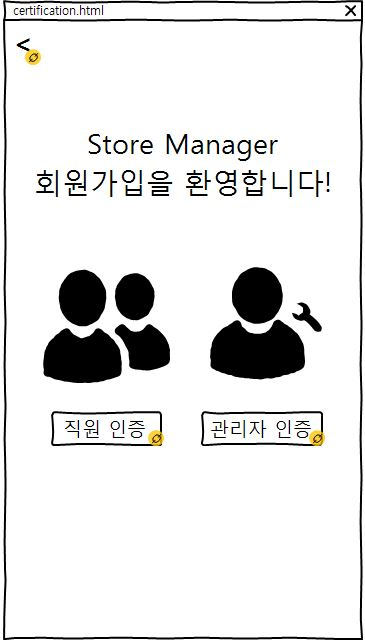 certification.html
<
Store Manager
회원가입을 환영합니다!
직원 인증
관리자 인증